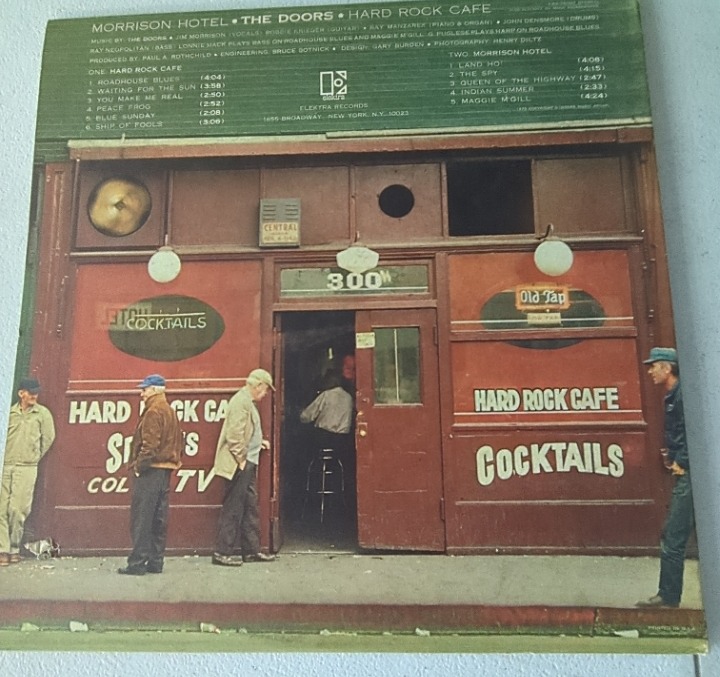 MORRISON HOTEL • THE DOORS • HARD ROCK CAFE
MUSIC BY: THE DOORS • JIM MORRISON (VOCALS) ROBBIE KRIEGER (GUITAR) • RAY MANZAREK (PIANO & ORGAN) • JOHN DENSMORE (DRUMS)
RAY NEOPOLITAN (BASS) LONNIE MACK PLAYS BASS ON ROADHOUSE BLUES AND MAGGIE M'GILL G. PUGLESE PLAYS HARP ON ROADHOUSE BLUES
PRODUCED BY: PAUL A. ROTHCHILD • ENGINEERING: BRUCE BOTNICK • DESIGN: GARY BURDEN • PHOTOGRAPHY: HENRY DILTZ
ONE HARD ROCK CAFE
1. ROADHOUSE BLUES (4:04)
2. WAITING FOR THE SUN (3:58)
3. YOU MAKE ME REAL (2:50)
4. PEACE FROG (2:52)
5. BLUE SUNDAY (2:08)
6. SHIP OF FOOLS (3:06)
elektra
ELEKTRA RECORDS
1855 BROADWAY, NEW YORK, N.Y. 10023
TWO MORRISON HOTEL
1. LAND HO! (4:08)
2. THE SPY (4:15)
3. QUEEN OF THE HIGHWAY (2:47)
4. INDIAN SUMMER (2:33)
5. MAGGIE M'GILL (4:24)
CENTRAL
300
HOTEL
COCKTAILS
Old Tap
HARD ROCK CA
COL TV
HARD ROCK CAFE
COCKTAILS